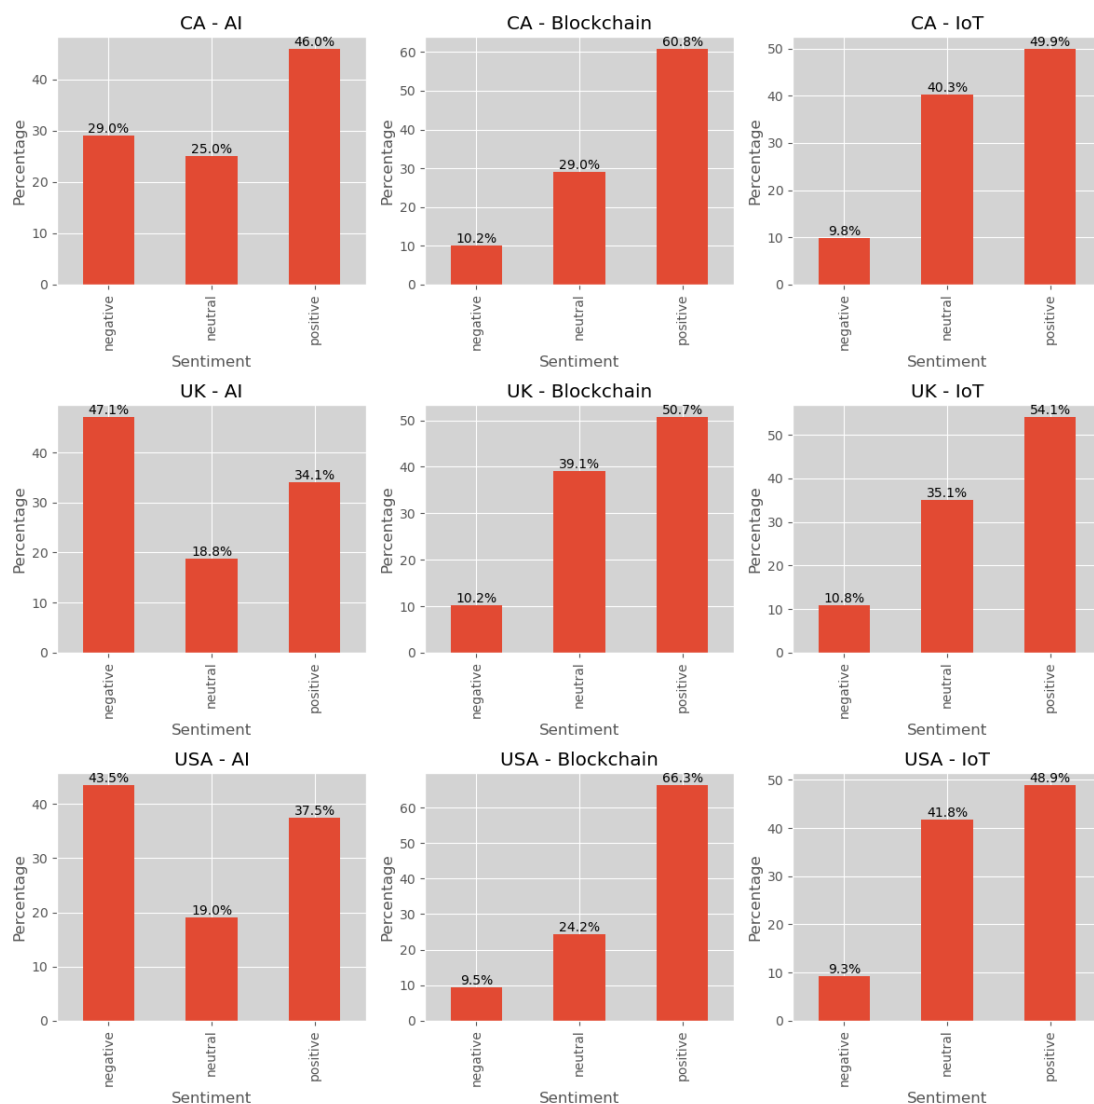 CA - AI
46.0%
29.0%
25.0%
40
30
20
10
0
Percentage
negative
neutral
positive
Sentiment
CA - Blockchain
60.8%
29.0%
10.2%
60
50
40
30
20
10
0
Percentage
negative
neutral
positive
Sentiment
CA - IoT
49.9%
40.3%
9.8%
50
40
30
20
10
0
Percentage
negative
neutral
positive
Sentiment
UK - AI
47.1%
34.1%
18.8%
40
30
20
10
0
Percentage
negative
neutral
positive
Sentiment
UK - Blockchain
50.7%
39.1%
10.2%
50
40
30
20
10
0
Percentage
negative
neutral
positive
Sentiment
UK - IoT
54.1%
35.1%
10.8%
50
40
30
20
10
0
Percentage
negative
neutral
positive
Sentiment
USA - AI
43.5%
37.5%
19.0%
40
30
20
10
0
Percentage
negative
neutral
positive
Sentiment
USA - Blockchain
66.3%
24.2%
9.5%
60
50
40
30
20
10
0
Percentage
negative
neutral
positive
Sentiment
USA - IoT
48.9%
41.8%
9.3%
50
40
30
20
10
0
Percentage
negative
neutral
positive
Sentiment